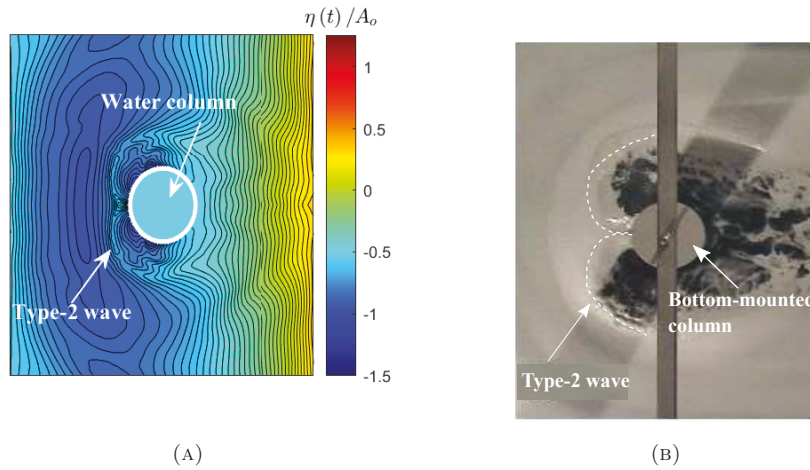 η (t) /A_o
1
0.5
0
-0.5
-1
-1.5
Water column
Type-2 wave
(A)
Bottom-mounted
column
Type-2 wave
(B)